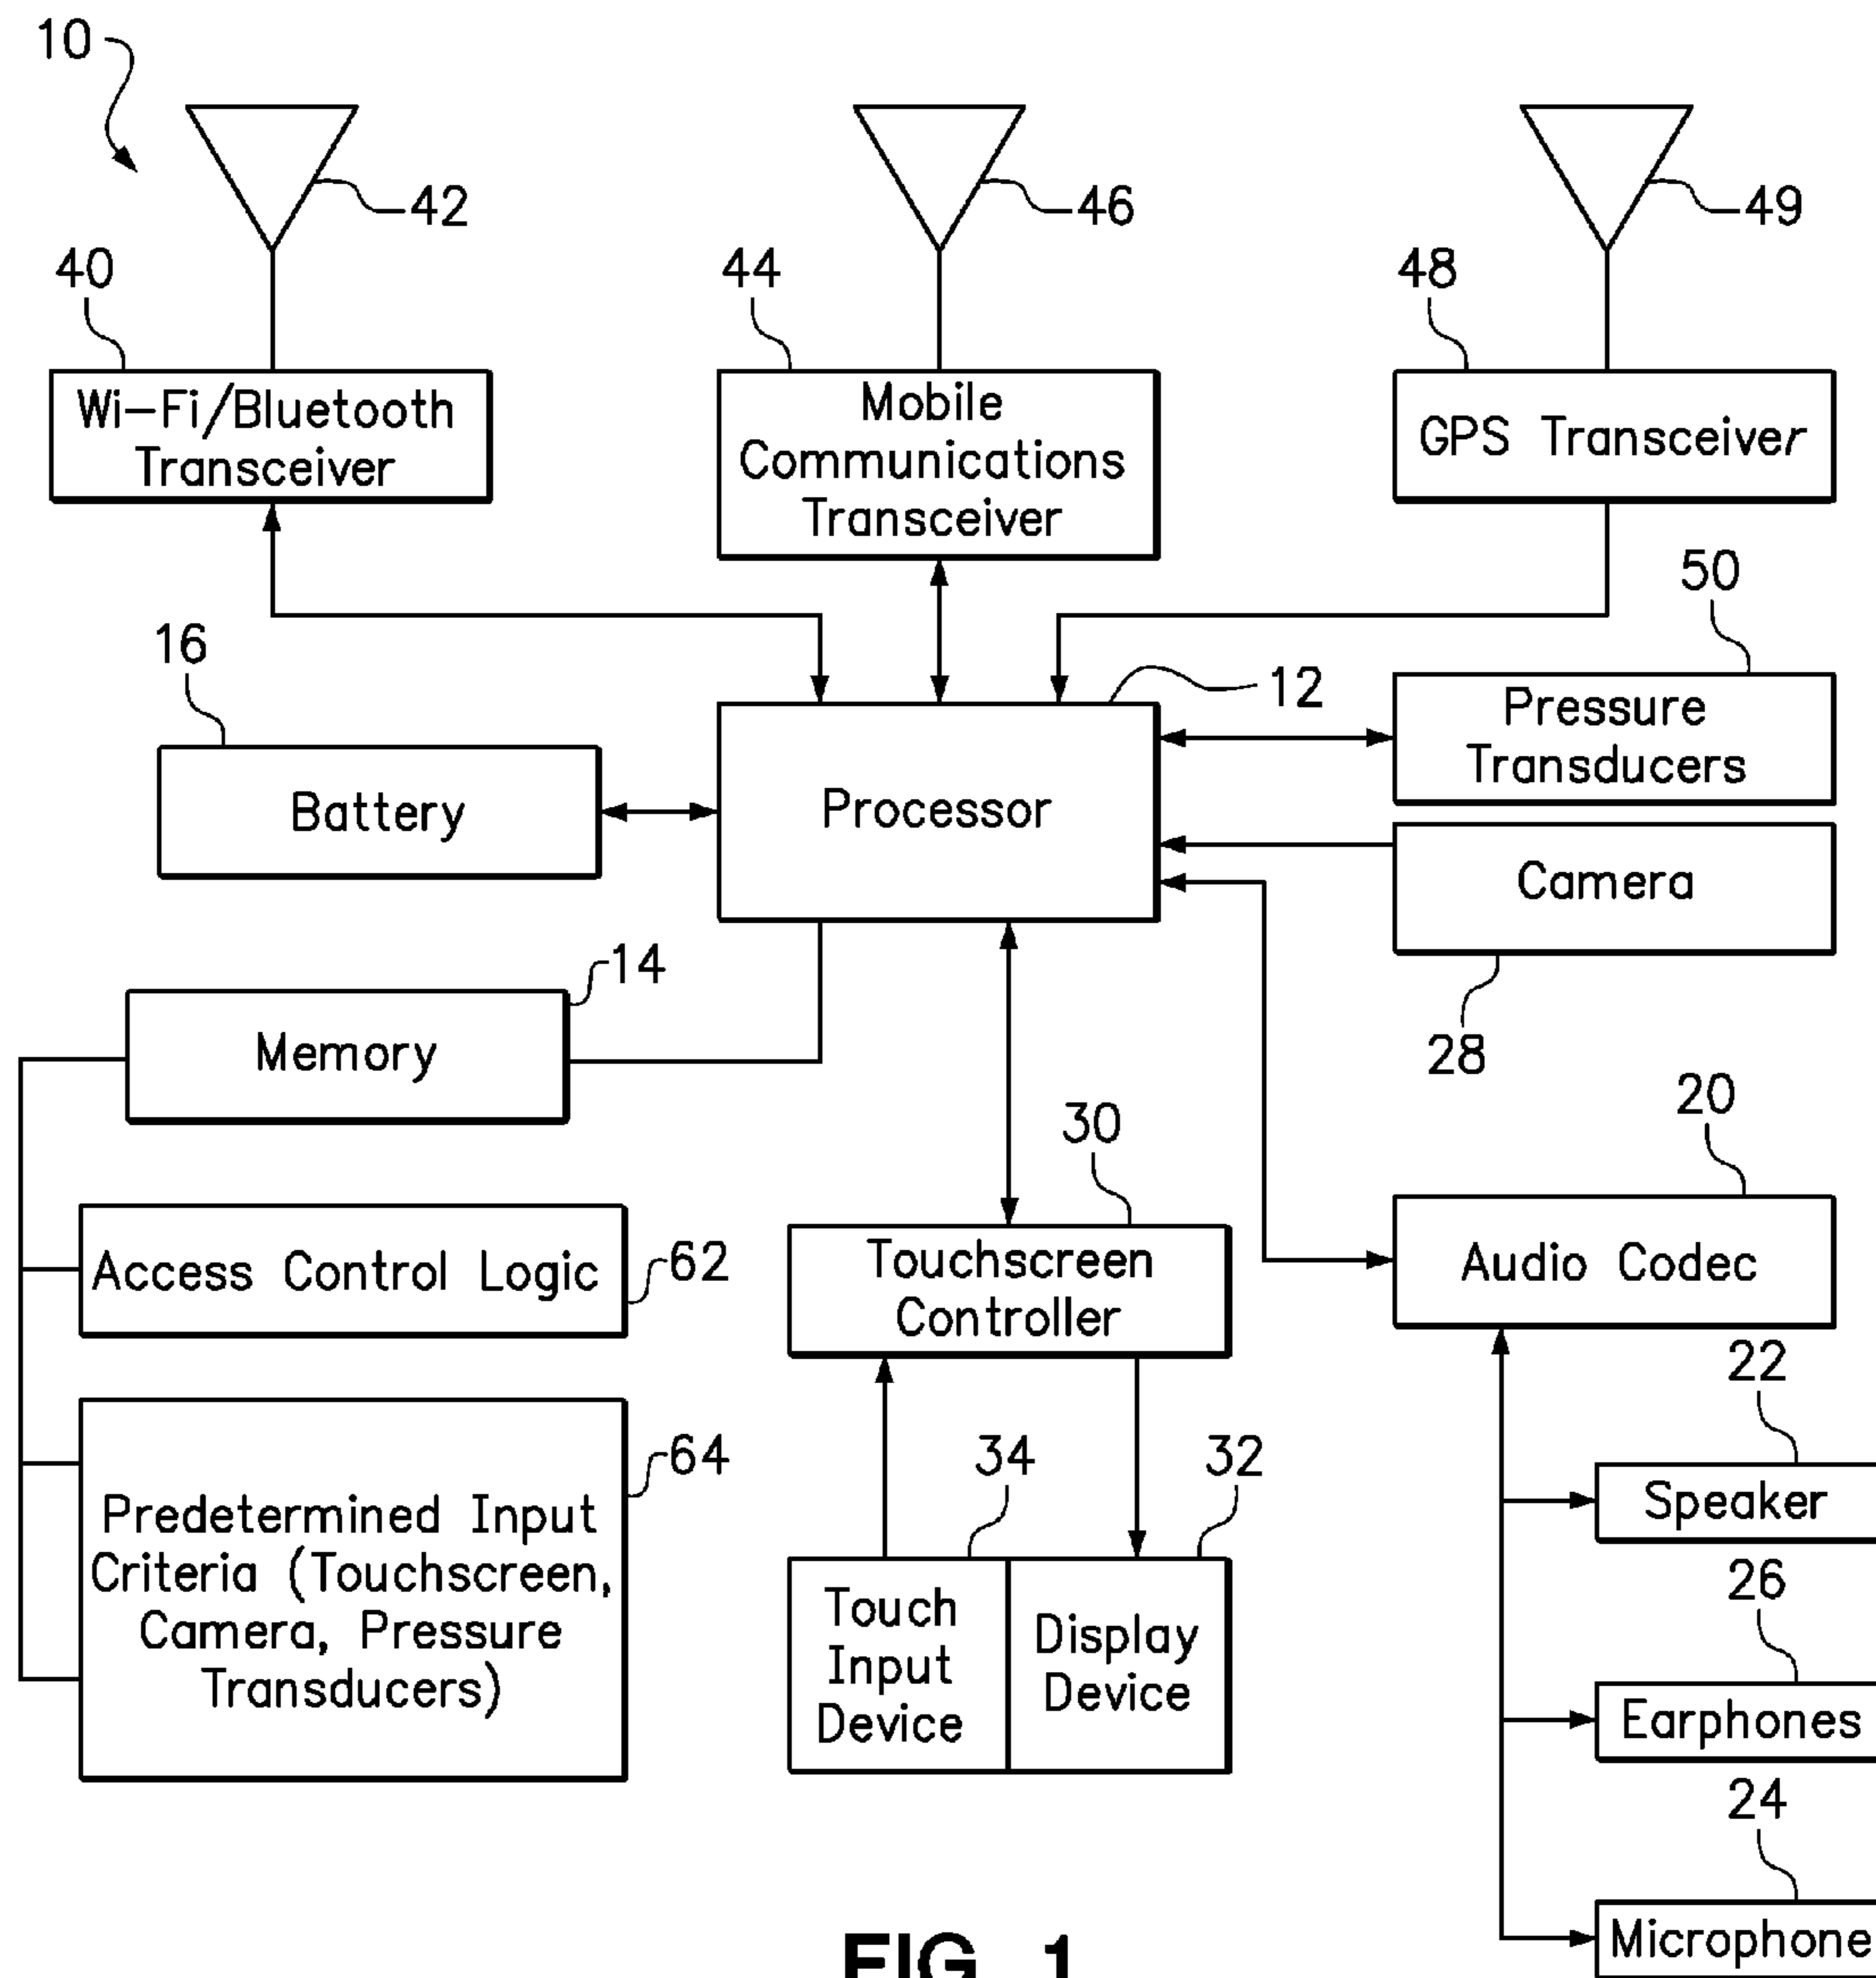 10
42
46
49
40
44
48
Wi-Fi/Bluetooth
Transceiver
Mobile
Communications
Transceiver
GPS Transceiver
50
16
12
Pressure
Transducers
Battery
Processor
Camera
14
28
Memory
20
30
Access Control Logic
62
Touchscreen
Controller
Audio Codec
22
64
34
32
Speaker
Predetermined Input
Criteria (Touchscreen,
Camera, Pressure
Transducers)
Touch
Input
Device
Display
Device
26
Earphones
24
Microphone
FIG. 1